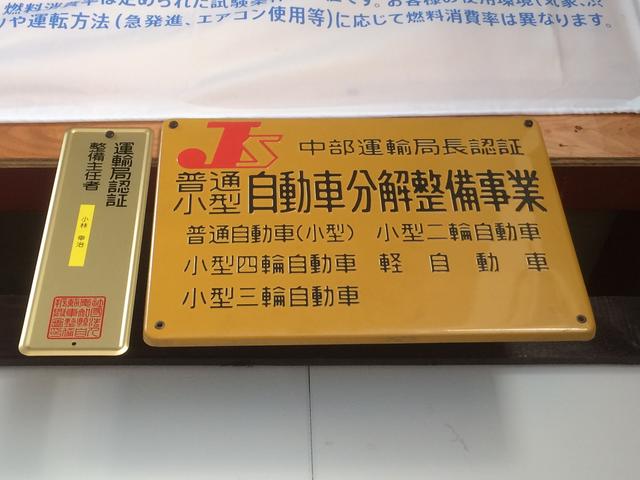 燃料消費率は定められた試験条件
です。お客様の使用環境(気象、
や運転方法(急発進、エアコン使用等)に応じて燃料消費率は異なります。
運輸局認証
整備主任者
小林 幸治
JS 中部運輸局長認証
普通
小型 自動車分解整備事業
普通自動車(小型) 小型二輪自動車
小型四輪自動車 軽自動車
小型三輪自動車